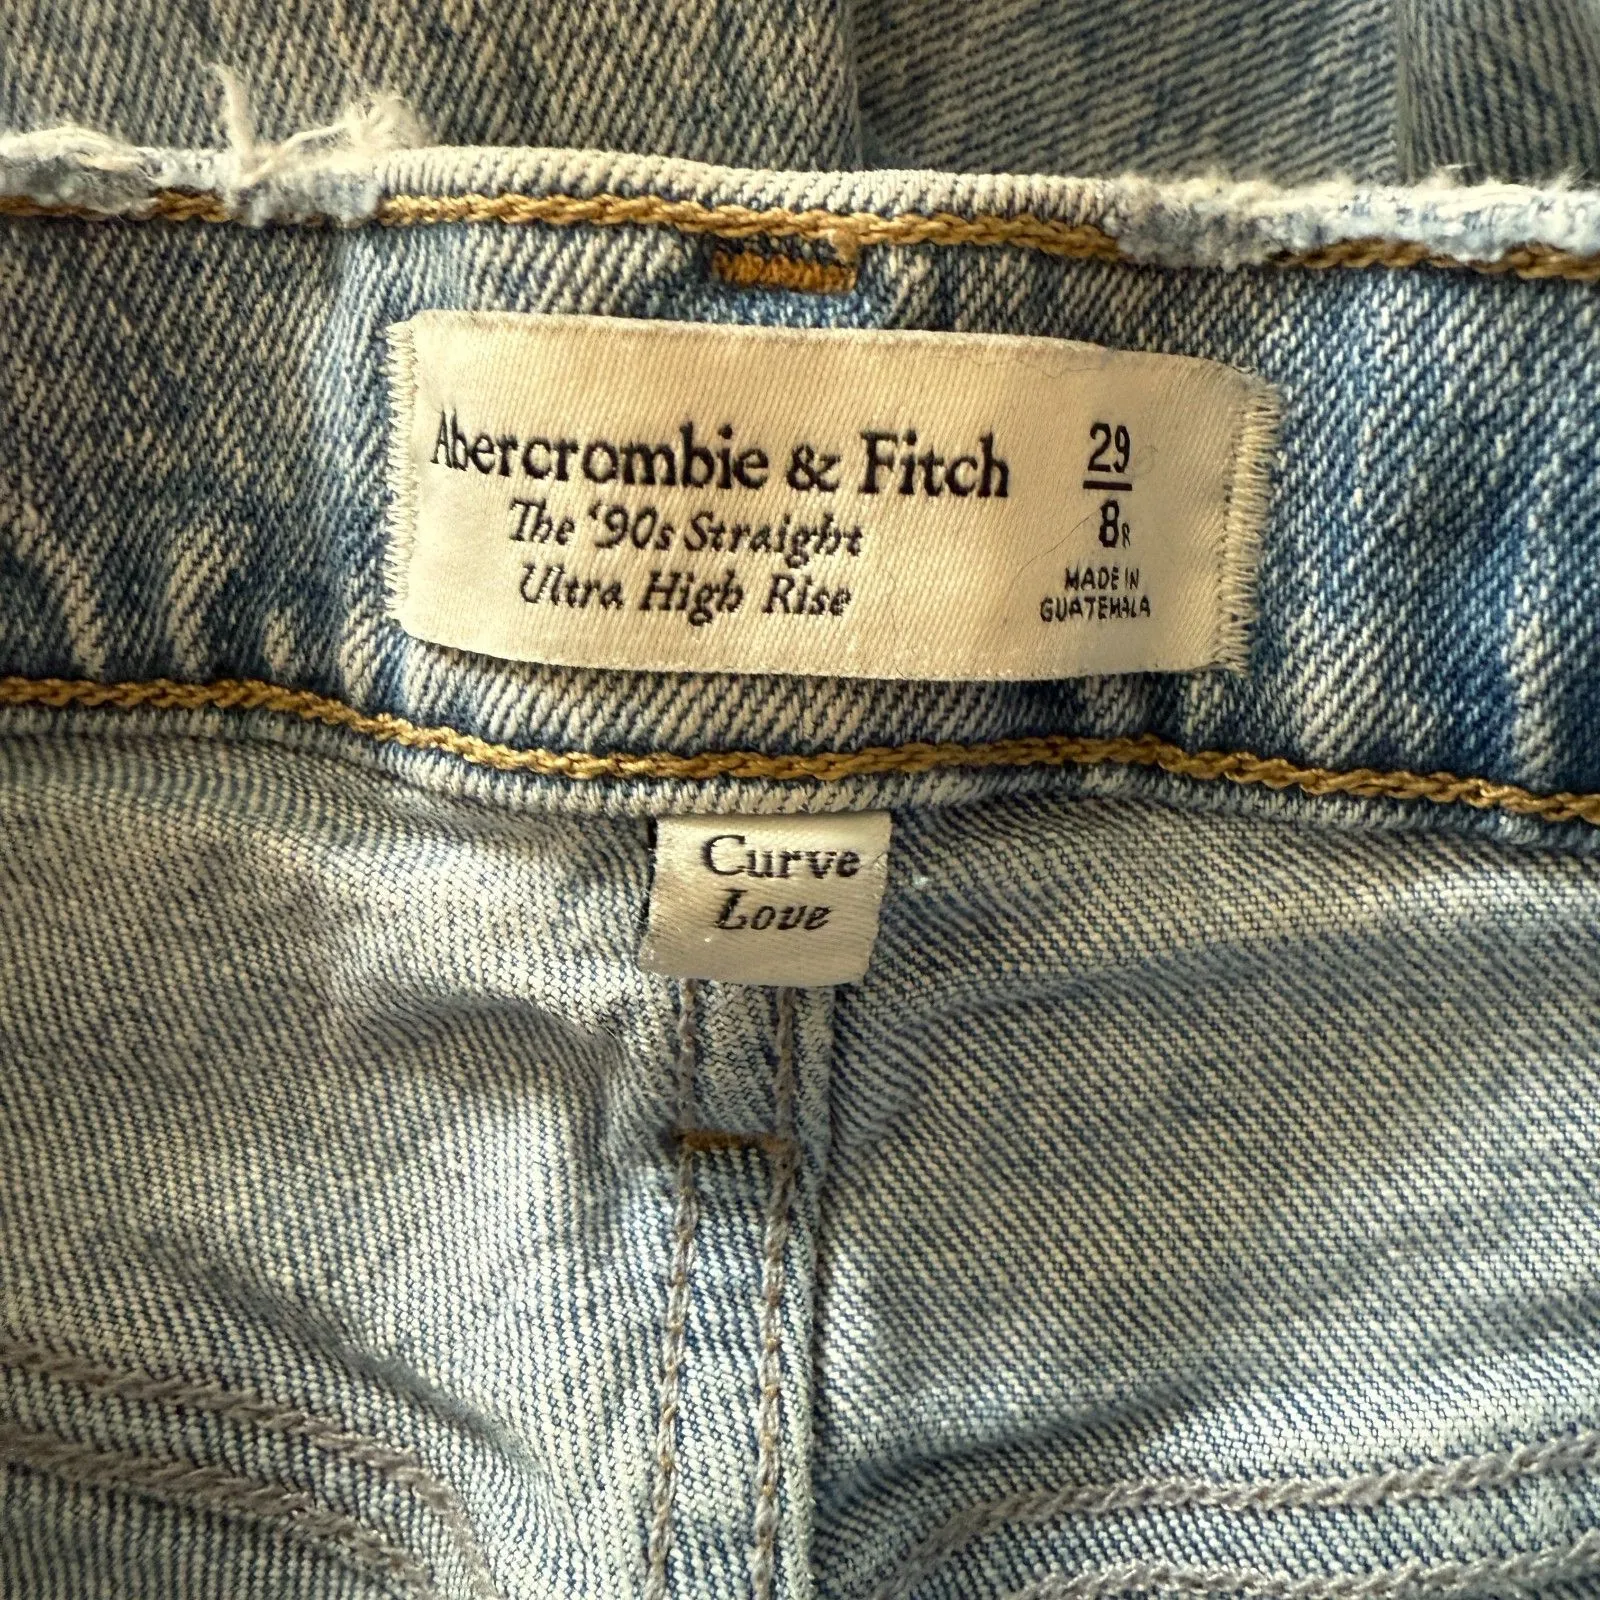 Abercrombie & Fitch
The '90s Straight
Ultra High Rise
29
8R
MADE IN
GUATEMALA
Curve
Love